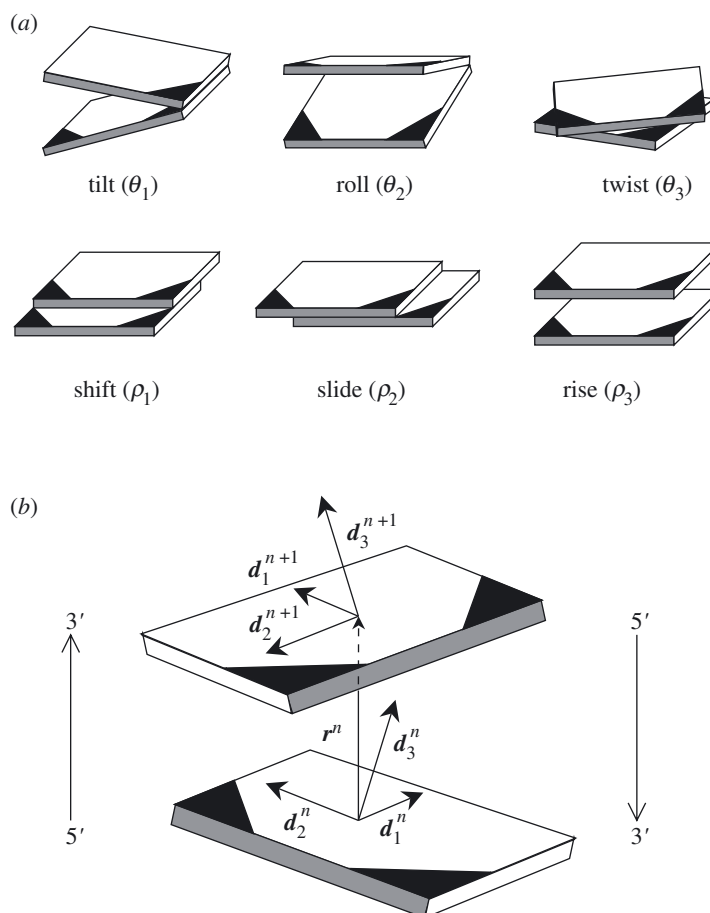 (a)
tilt (θ₁) roll (θ₂) twist (θ₃)
shift (ρ₁) slide (ρ₂) rise (ρ₃)
(b)
d₃ⁿ⁺¹
d₁ⁿ⁺¹
d₂ⁿ⁺¹
3′ 5′
rⁿ d₃ⁿ
d₂ⁿ d₁ⁿ
5′ 3′